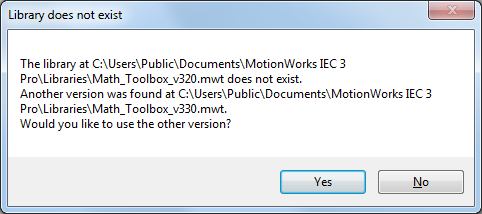 Library does not exist
The library at C:\Users\Public\Documents\MotionWorks IEC 3
Pro\Libraries\Math_Toolbox_v320.mwt does not exist.
Another version was found at C:\Users\Public\Documents\MotionWorks IEC 3
Pro\Libraries\Math_Toolbox_v330.mwt.
Would you like to use the other version?
Yes
No